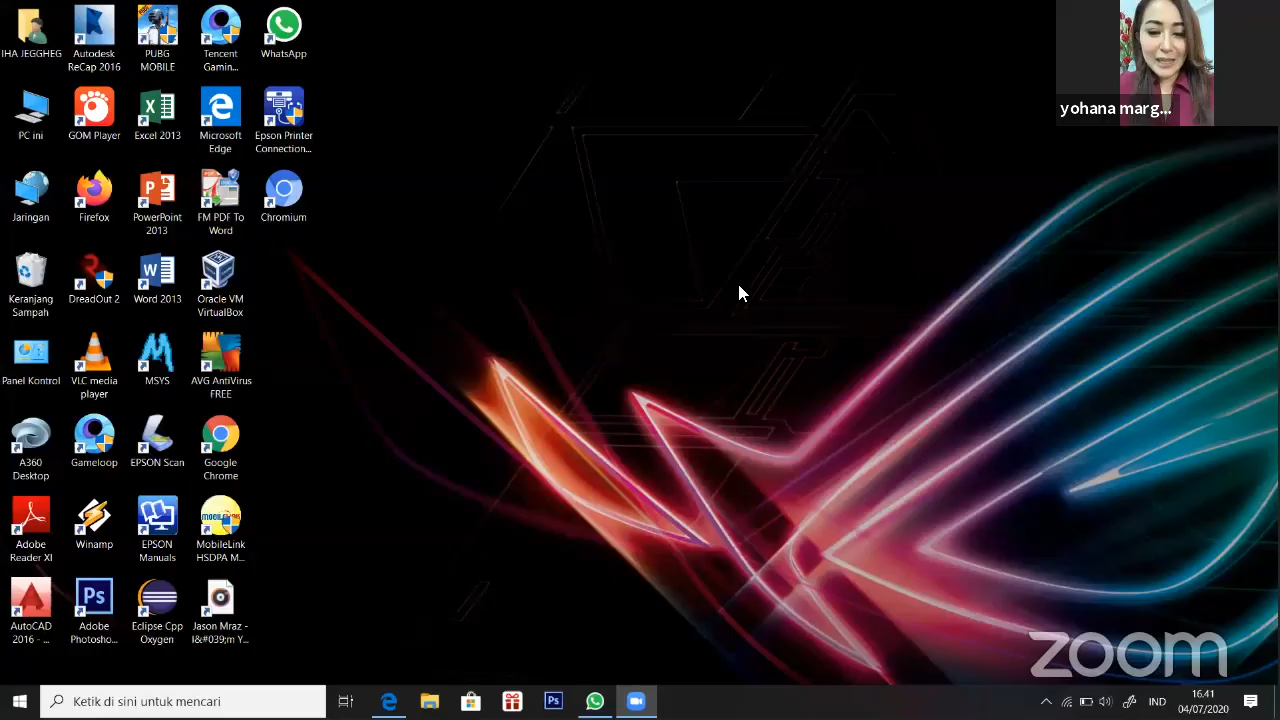 IHA JEGGHEG
Autodesk
ReCap 2016
PUBG
MOBILE
Tencent
Gamin...
WhatsApp
PC ini
GOM Player
Excel 2013
Microsoft
Edge
Epson Printer
Connection...
Jaringan
Firefox
PowerPoint
2013
FM PDF To
Word
Chromium
Keranjang
Sampah
DreadOut 2
Word 2013
Oracle VM
VirtualBox
Panel Kontrol
VLC media
player
MSYS
AVG AntiVirus
FREE
A360
Desktop
Gameloop
EPSON Scan
Google
Chrome
Adobe
Reader XI
Winamp
EPSON
Manuals
MobileLink
HSDPA M...
AutoCAD
2016 - ...
Adobe
Photosho...
Eclipse Cpp
Oxygen
Jason Mraz -
I&#039;m Y...
yohana marg...
zoom
Ketik di sini untuk mencari
IND
16.41
04/07/2020